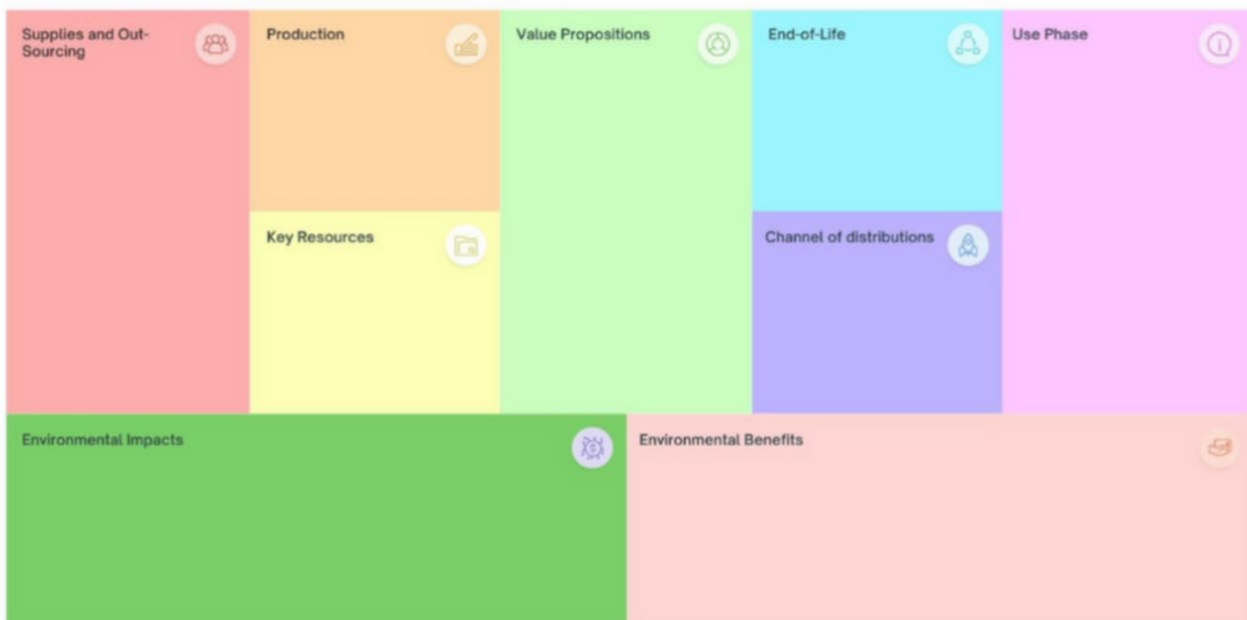 Supplies and Out-
Sourcing
Production
Value Propositions
End-of-Life
Use Phase
Key Resources
Channel of distributions
Environmental Impacts
Environmental Benefits